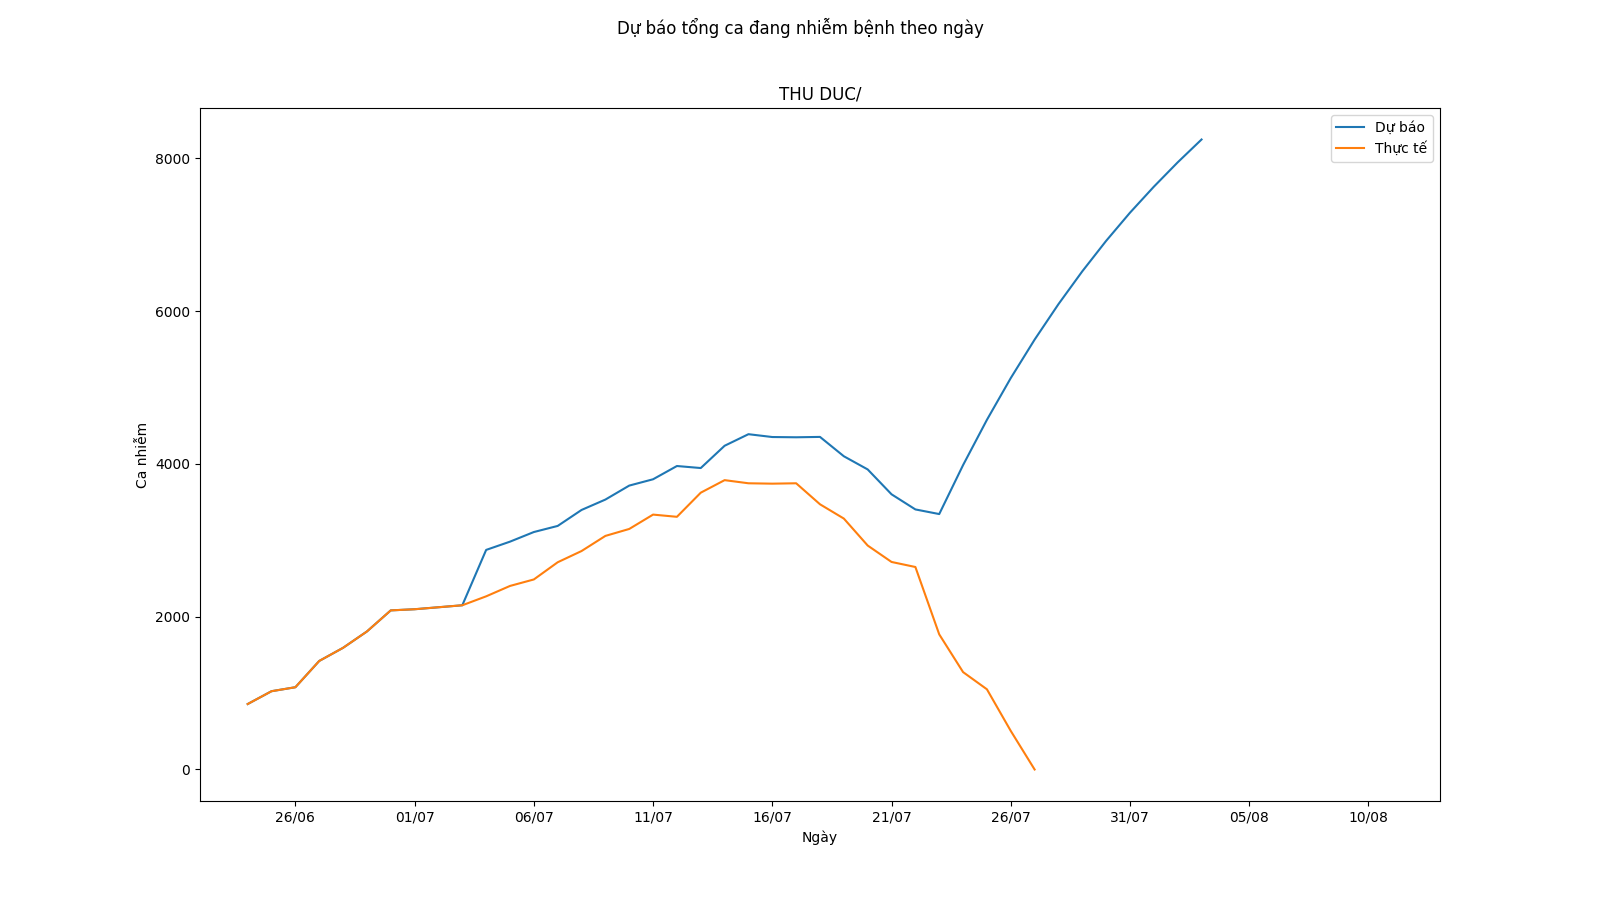 Dự báo tổng ca đang nhiễm bệnh theo ngày
THU DUC/
Dự báo
Thực tế
8000
6000
4000
2000
0
Ca nhiễm
26/06
01/07
06/07
11/07
16/07
21/07
26/07
31/07
05/08
10/08
Ngày